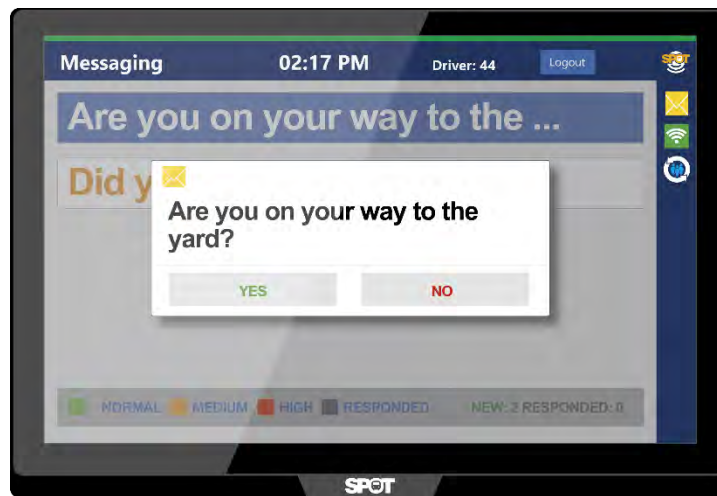 Messaging 02:17 PM Driver: 44 Logout SPOT
Are you on your way to the ...
Did y
Are you on your way to the
yard?
YES NO
NORMAL MEDIUM HIGH RESPONDED NEW: 2 RESPONDED: 0
SPOT